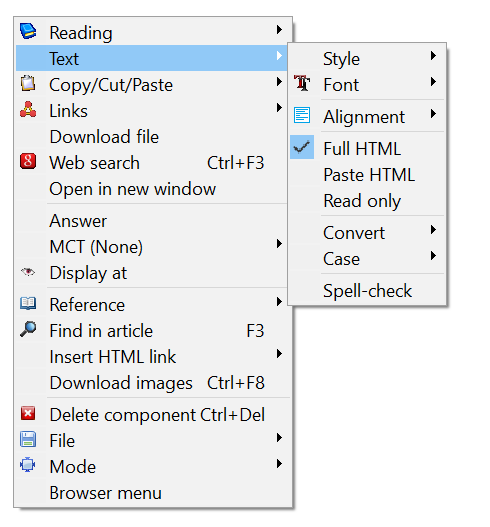 Reading
Text
Copy/Cut/Paste
Links
Download file
Web search Ctrl+F3
Open in new window
Answer
MCT (None)
Display at
Reference
Find in article F3
Insert HTML link
Download images Ctrl+F8
Delete component Ctrl+Del
File
Mode
Browser menu
Style
Font
Alignment
Full HTML
Paste HTML
Read only
Convert
Case
Spell-check